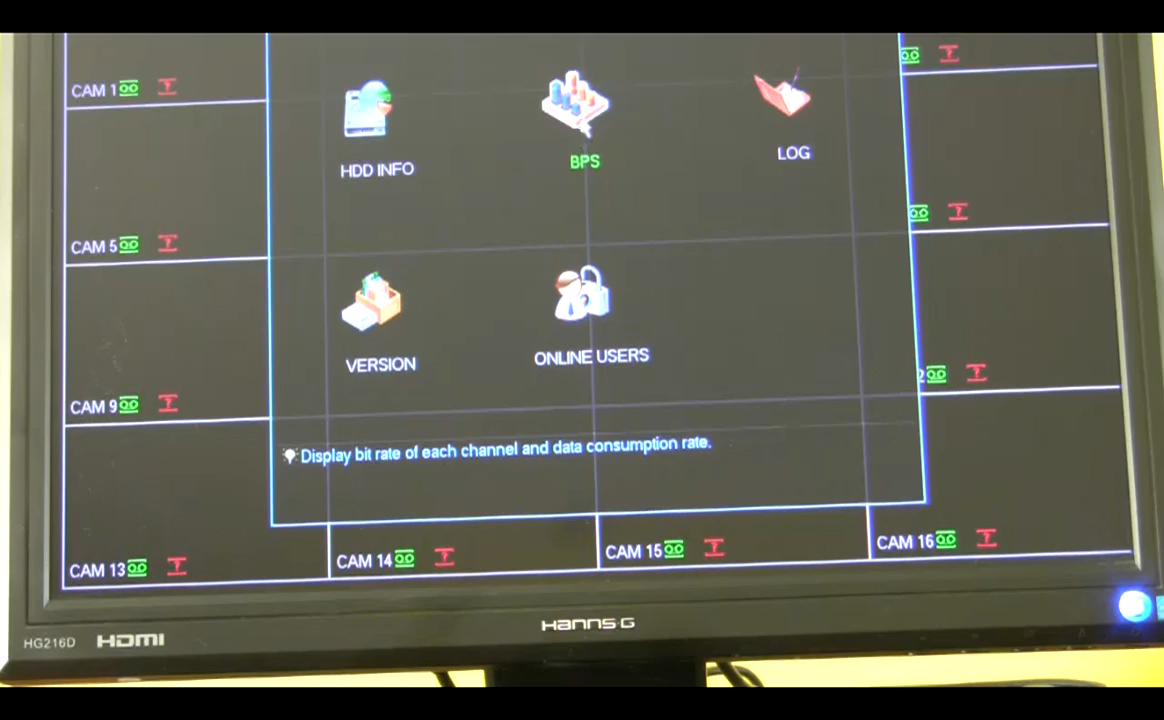 CAM 1
HDD INFO
BPS
LOG
CAM 5
VERSION
ONLINE USERS
CAM 9
2
Display bit rate of each channel and data consumption rate.
CAM 13
CAM 14
CAM 15
CAM 16
HG216D
HDMI
HANNS-G